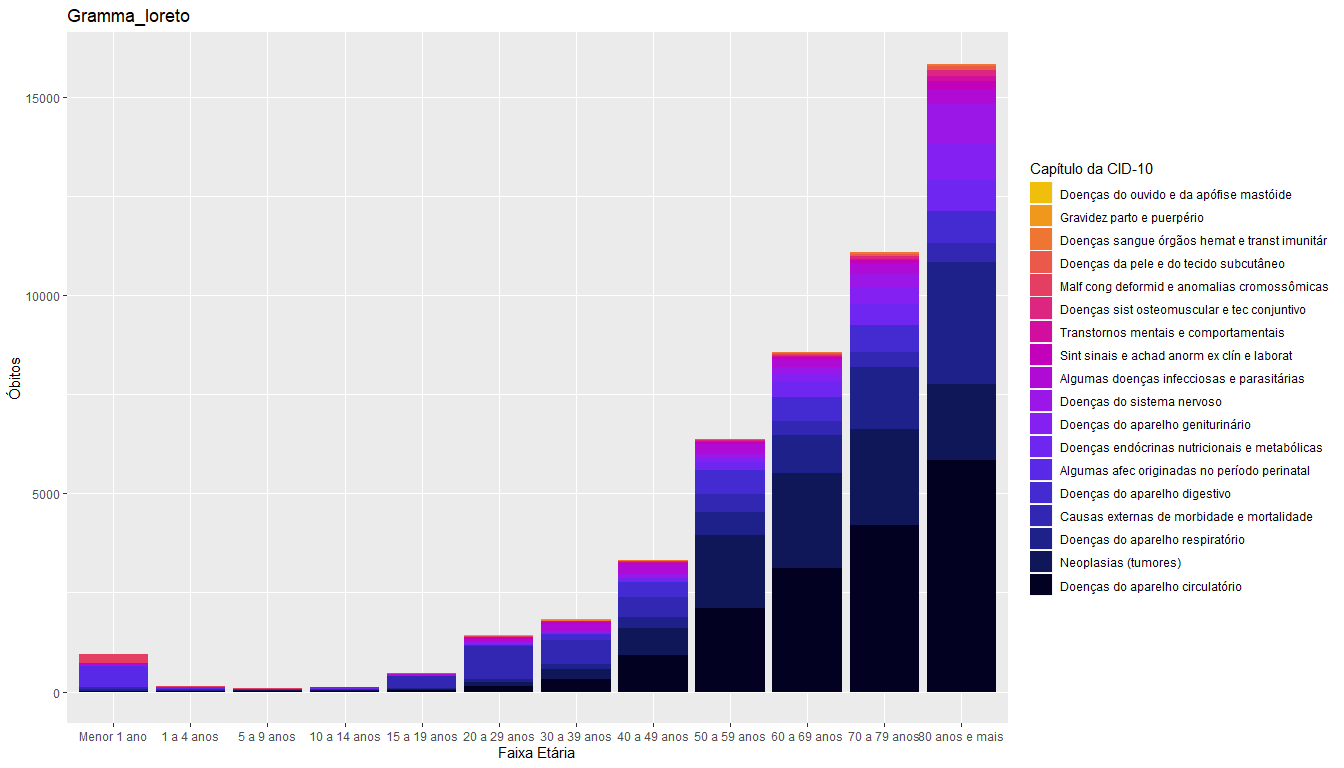 Gramma_loreto
Óbitos
15000
10000
5000
0
Menor 1 ano
1 a 4 anos
5 a 9 anos
10 a 14 anos
15 a 19 anos
20 a 29 anos
30 a 39 anos
40 a 49 anos
50 a 59 anos
60 a 69 anos
70 a 79 anos
80 anos e mais
Faixa Etária
Capítulo da CID-10
Doenças do ouvido e da apófise mastóide
Gravidez parto e puerpério
Doenças sangue órgãos hemat e transt imunitár
Doenças da pele e do tecido subcutâneo
Malf cong deformid e anomalias cromossômicas
Doenças sist osteomuscular e tec conjuntivo
Transtornos mentais e comportamentais
Sint sinais e achad anorm ex clín e laborat
Algumas doenças infecciosas e parasitárias
Doenças do sistema nervoso
Doenças do aparelho geniturinário
Doenças endócrinas nutricionais e metabólicas
Algumas afec originadas no período perinatal
Doenças do aparelho digestivo
Causas externas de morbidade e mortalidade
Doenças do aparelho respiratório
Neoplasias (tumores)
Doenças do aparelho circulatório